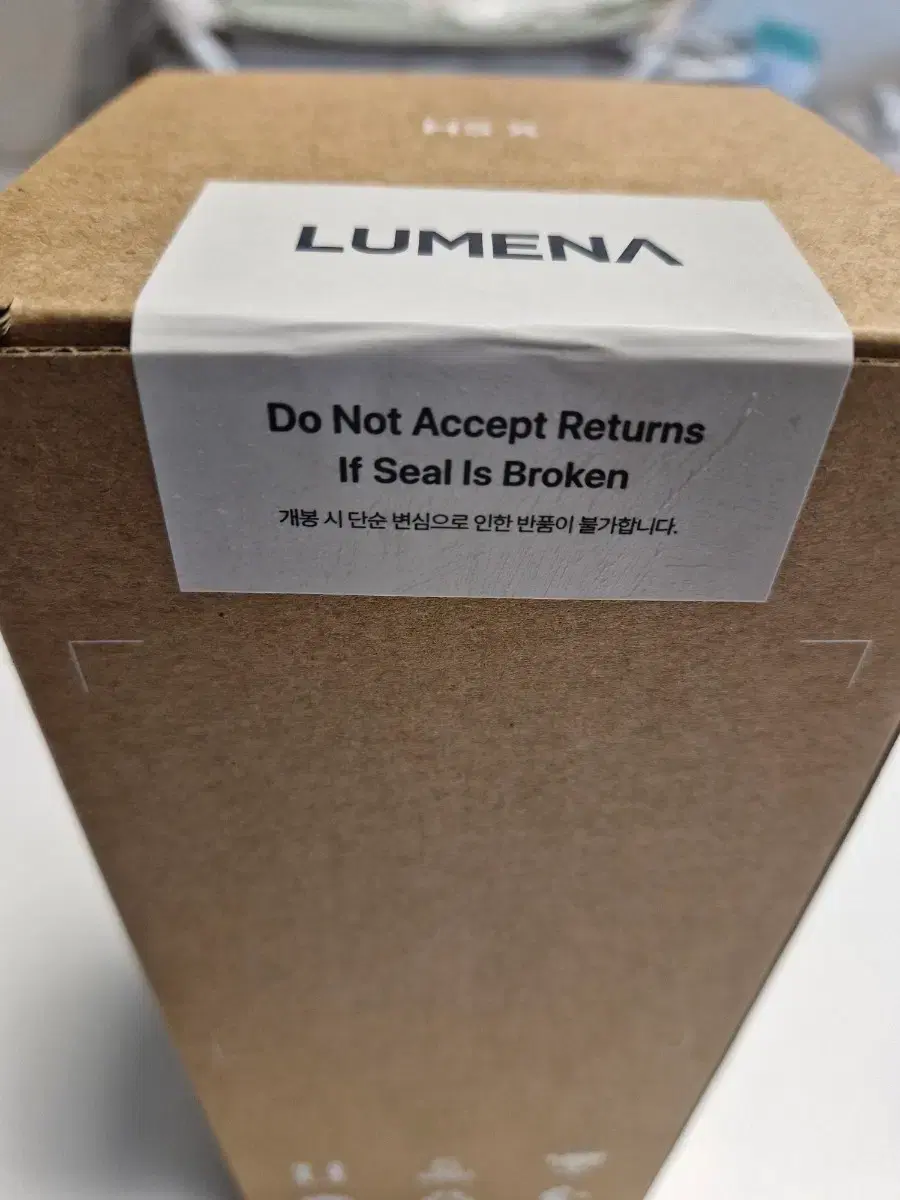 LUMENA
Do Not Accept Returns
If Seal Is Broken
개봉 시 단순 변심으로 인한 반품이 불가합니다.